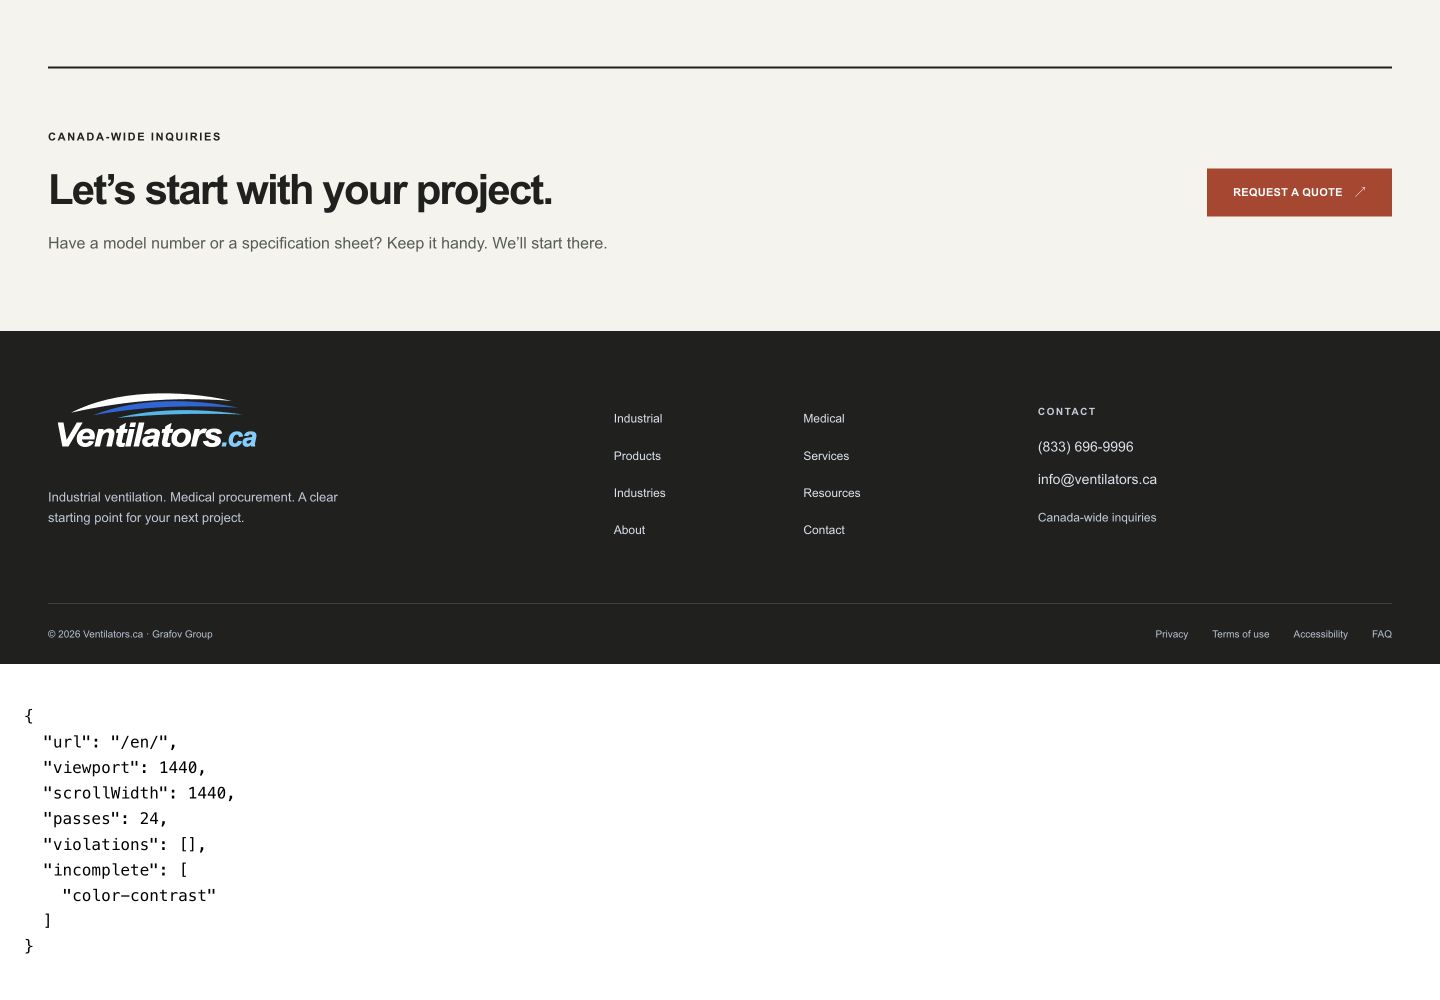 CANADA-WIDE INQUIRIES
Let’s start with your project.
Have a model number or a specification sheet? Keep it handy. We’ll start there.
REQUEST A QUOTE
Ventilators.ca
Industrial ventilation. Medical procurement. A clear
starting point for your next project.
Industrial
Products
Industries
About
Medical
Services
Resources
Contact
CONTACT
(833) 696-9996
info@ventilators.ca
Canada-wide inquiries
© 2026 Ventilators.ca · Grafov Group
Privacy
Terms of use
Accessibility
FAQ
{
  "url": "/en/",
  "viewport": 1440,
  "scrollWidth": 1440,
  "passes": 24,
  "violations": [],
  "incomplete": [
    "color-contrast"
  ]
}